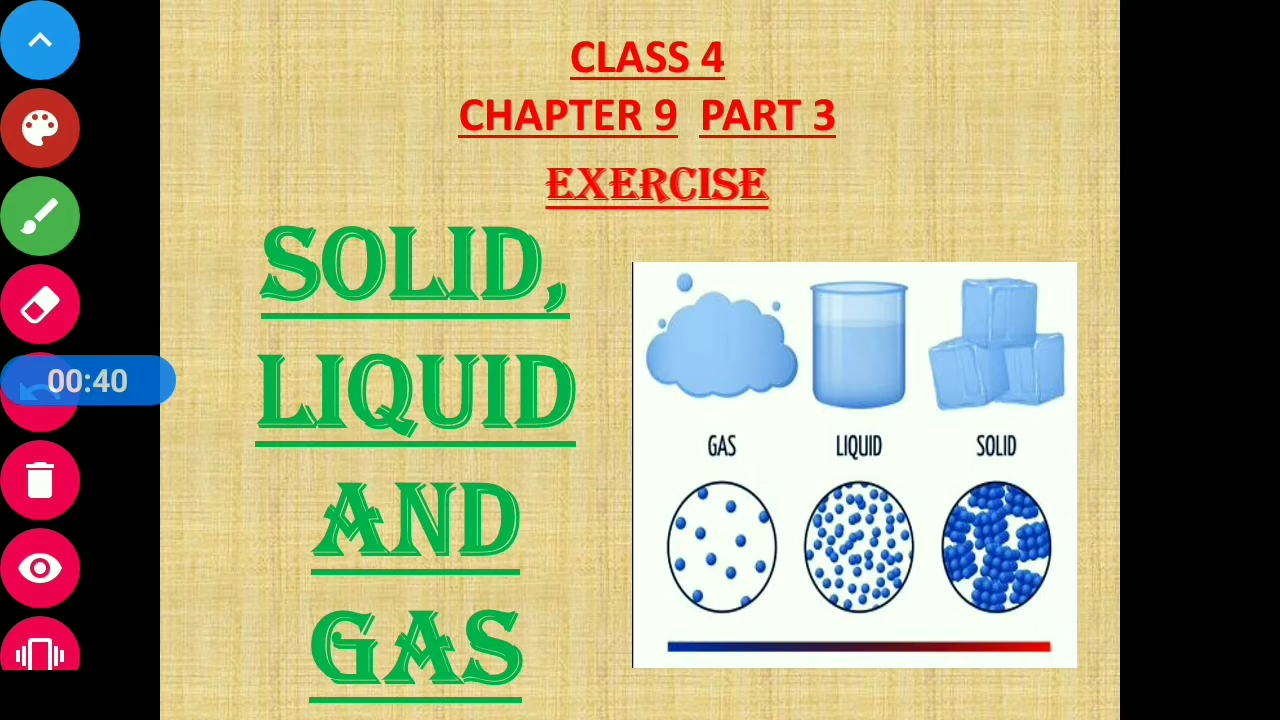 CLASS 4
CHAPTER 9 PART 3
EXERCISE
SOLID,
LIQUID
AND
GAS
GAS LIQUID SOLID
00:40